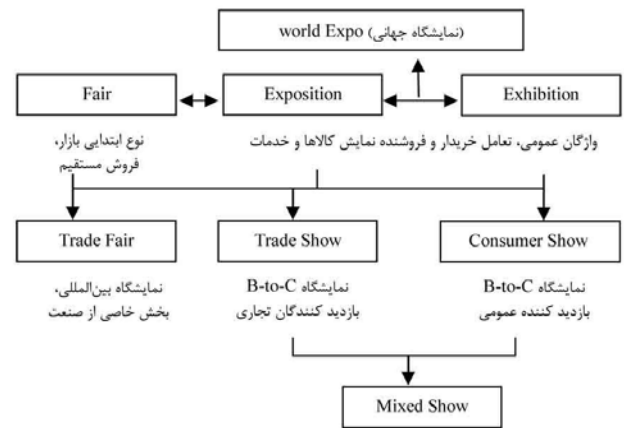 world Expo (نمایشگاه جهانی)
Fair
Exposition
Exhibition
نوع ابتدایی بازار،
فروش مستقیم
واژگان عمومی، تعامل خریدار و فروشنده نمایش کالاها و خدمات
Trade Fair
Trade Show
Consumer Show
نمایشگاه بین‌المللی،
بخش خاصی از صنعت
نمایشگاه B-to-C
بازدید کنندگان تجاری
نمایشگاه B-to-C
بازدید کننده عمومی
Mixed Show